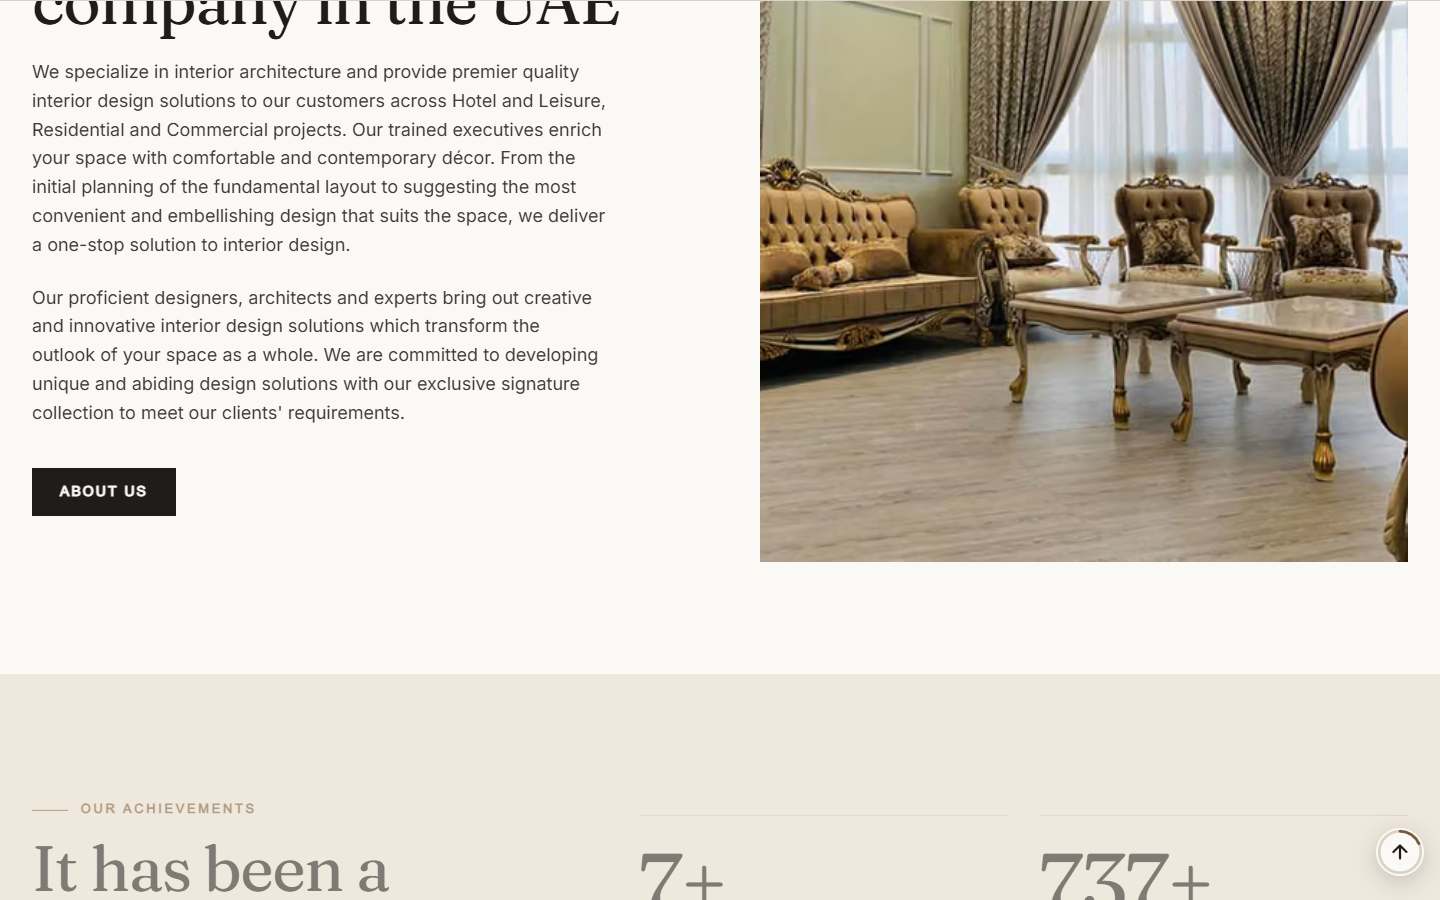 company in the UAE
We specialize in interior architecture and provide premier quality
interior design solutions to our customers across Hotel and Leisure,
Residential and Commercial projects. Our trained executives enrich
your space with comfortable and contemporary décor. From the
initial planning of the fundamental layout to suggesting the most
convenient and embellishing design that suits the space, we deliver
a one-stop solution to interior design.
Our proficient designers, architects and experts bring out creative
and innovative interior design solutions which transform the
outlook of your space as a whole. We are committed to developing
unique and abiding design solutions with our exclusive signature
collection to meet our clients' requirements.
ABOUT US
OUR ACHIEVEMENTS
It has been a
7+
737+